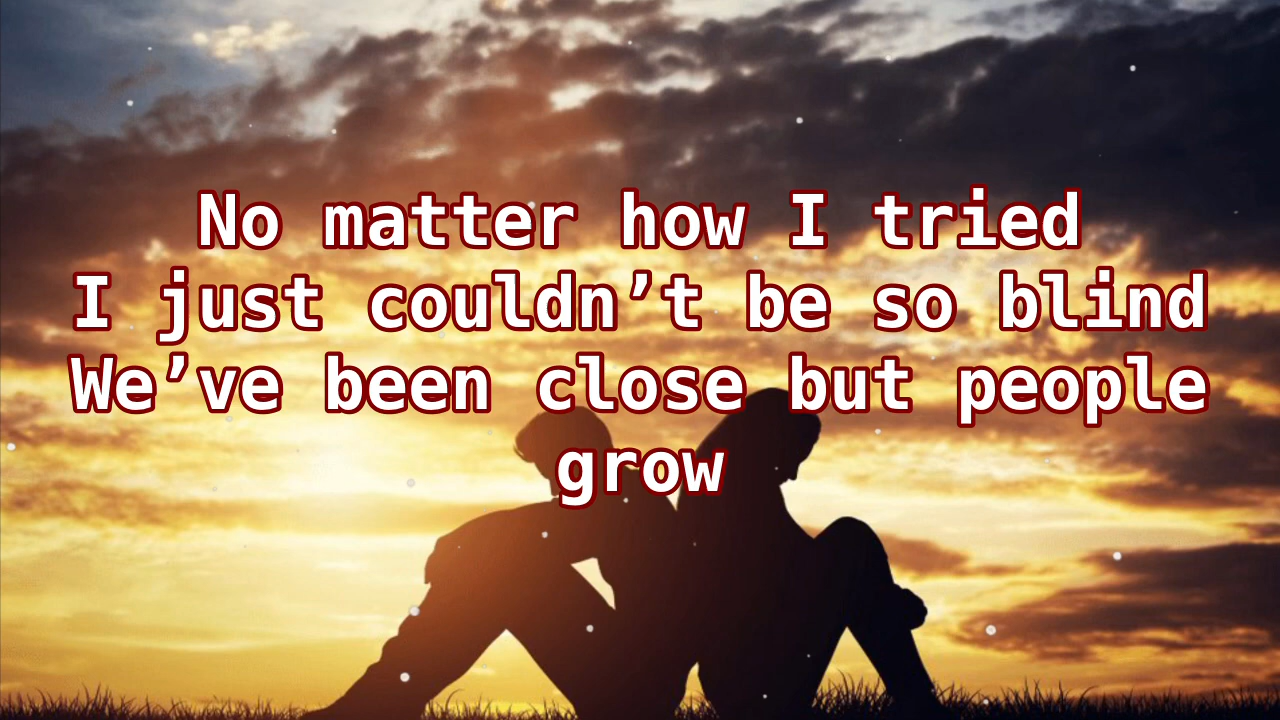 No matter how I tried
I just couldn’t be so blind
We’ve been close but people
grow